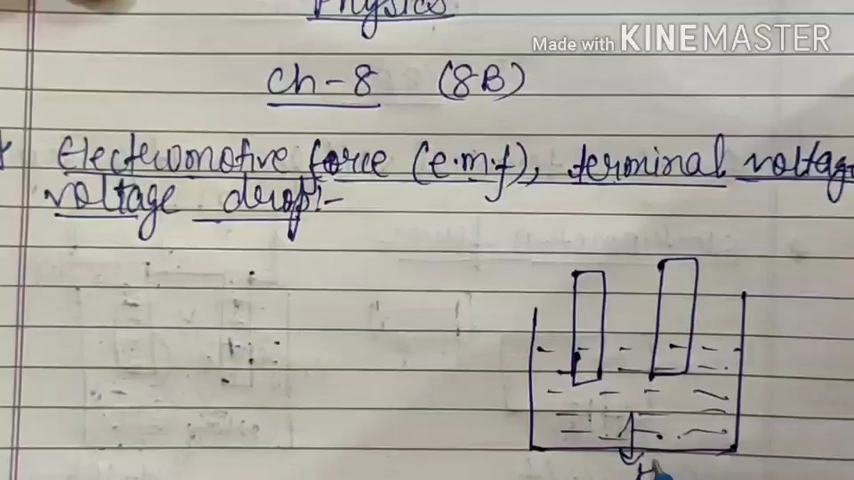 Physics
Made with KINEMASTER
Ch-8 (8B)
Electromotive force (e.m.f), terminal voltage
voltage drop:-
H